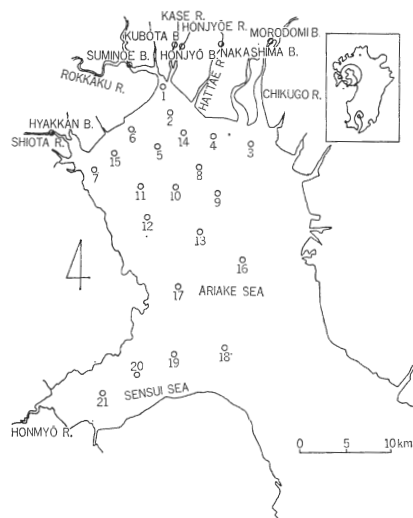 KASE R.
KUBOTA B.
HONJYŌE R.
MORODOMI B.
SUMINOE B.
HONJYŌ B.
NAKASHIMA B.
ROKKAKU R.
HATTAE R.
CHIKUGO R.
1
2
HYAKKAN B.
SHIOTA R.
6
14
4
3
15
5
7
8
11
10
9
12
13
16
17
ARIAKE SEA
20
19
18
21
SENSUI SEA
HONMYŌ R.
0 5 10 km